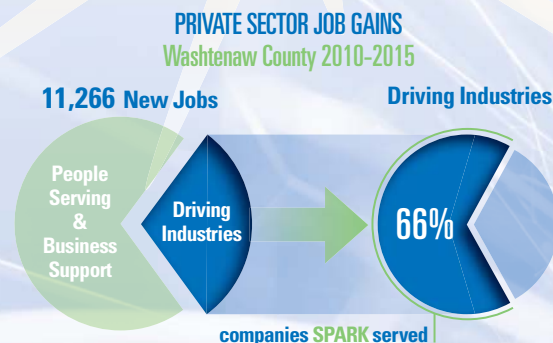 PRIVATE SECTOR JOB GAINS
Washtenaw County 2010-2015
11,266 New Jobs
Driving Industries
People
Serving
&
Business
Support
Driving
Industries
66%
companies SPARK served